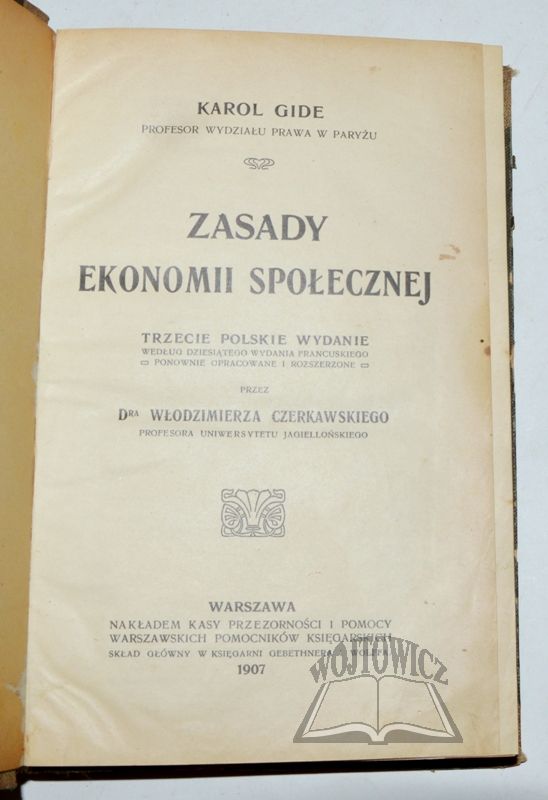 KAROL GIDE
PROFESOR WYDZIAŁU PRAWA W PARYŻU
ZASADY
EKONOMII SPOŁECZNEJ
TRZECIE POLSKIE WYDANIE
WEDŁUG DZIESIĄTEGO WYDANIA FRANCUSKIEGO
PONOWNIE OPRACOWANE I ROZSZERZONE
PRZEZ
DRA WŁODZIMIERZA CZERKAWSKIEGO
PROFESORA UNIWERSYTETU JAGIELLOŃSKIEGO
WARSZAWA
NAKŁADEM KASY PRZEZORNOŚCI I POMOCY
WARSZAWSKICH POMOCNIKÓW KSIĘGARSKICH
SKŁAD GŁÓWNY W KSIĘGARNI GEBETHNERA I WOLFFA
1907
WOJTOWICZ